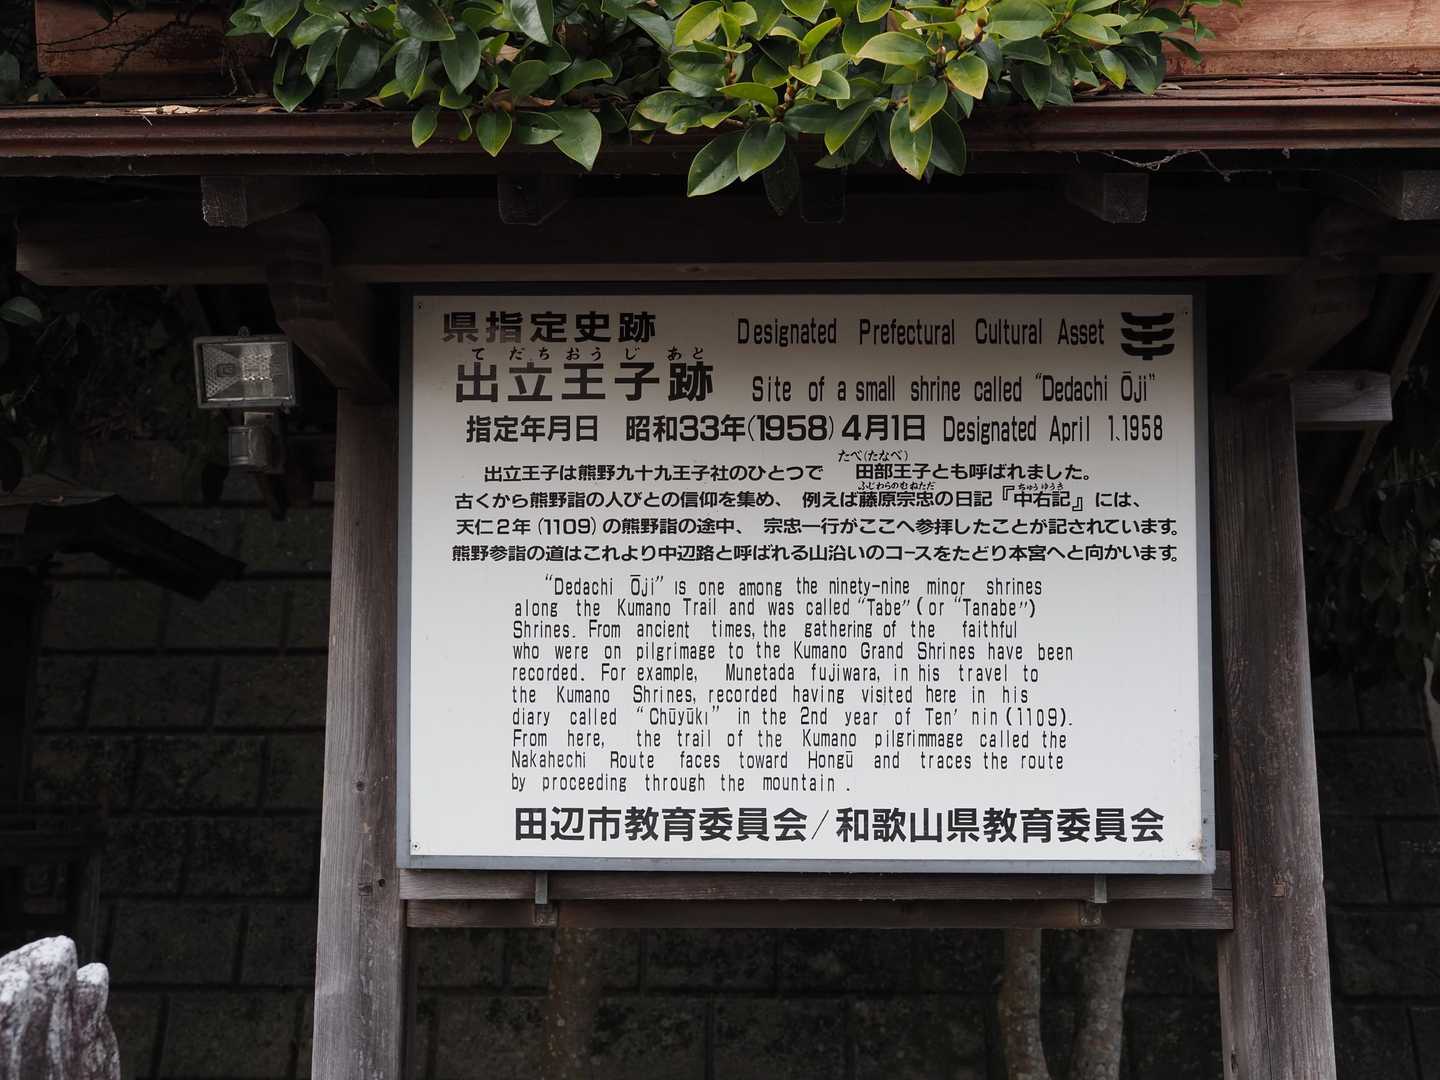 県指定史跡 Designated Prefectural Cultural Asset
てだちおうじ あと
出立王子跡 Site of a small shrine called “Dedachi Ōji”
指定年月日 昭和33年(1958)4月1日 Designated April 1、1958
たべ(たなべ)
出立王子は熊野九十九王子社のひとつで 田部王子とも呼ばれました。
ふじわらのむねただ ちゅうゆうき
古くから熊野詣の人びとの信仰を集め、 例えば藤原宗忠の日記『中右記』には、
天仁2年(1109)の熊野詣の途中、 宗忠一行がここへ参拝したことが記されています。
熊野参詣の道はこれより中辺路と呼ばれる山沿いのコースをたどり本宮へと向かいます。
“Dedachi Ōji” is one among the ninety-nine minor shrines
along the Kumano Trail and was called “Tabe” (or “Tanabe”)
Shrines. From ancient times, the gathering of the faithful
who were on pilgrimage to the Kumano Grand Shrines have been
recorded. For example, Munetada fujiwara, in his travel to
the Kumano Shrines, recorded having visited here in his
diary called “Chūyūki” in the 2nd year of Ten’nin (1109).
From here, the trail of the Kumano pilgrimmage called the
Nakahechi Route faces toward Hongū and traces the route
by proceeding through the mountain.
田辺市教育委員会/和歌山県教育委員会